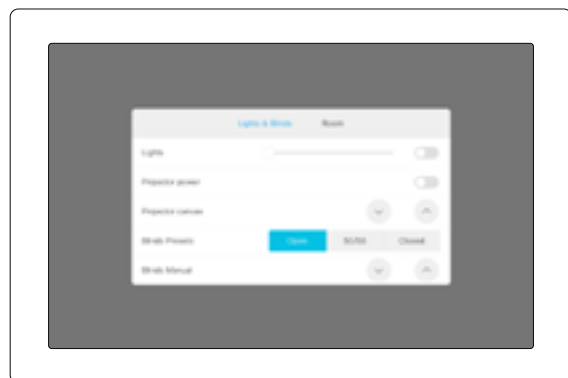 Lights & Blinds Room
Lights
Projector power
Projector canvas
Blinds Presets Open 50/50 Closed
Blinds Manual